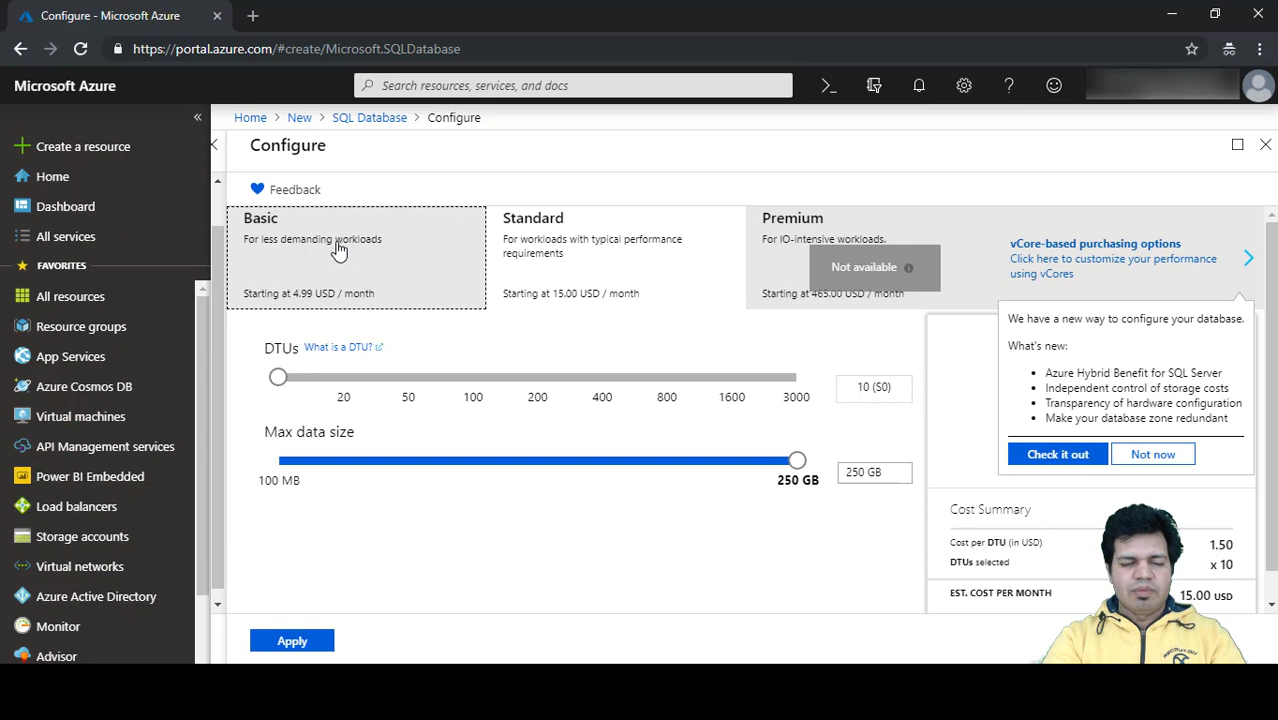 Configure - Microsoft Azure
https://portal.azure.com/#create/Microsoft.SQLDatabase
Microsoft Azure
Search resources, services, and docs
Home > New > SQL Database > Configure
Configure
Feedback
Create a resource
Home
Dashboard
All services
FAVORITES
All resources
Resource groups
App Services
Azure Cosmos DB
Virtual machines
API Management services
Power BI Embedded
Load balancers
Storage accounts
Virtual networks
Azure Active Directory
Monitor
Advisor
Basic
For less demanding workloads
Starting at 4.99 USD / month
Standard
For workloads with typical performance
requirements
Starting at 15.00 USD / month
Premium
For IO-intensive workloads.
Not available
Starting at 465.00 USD / month
vCore-based purchasing options
Click here to customize your performance
using vCores
We have a new way to configure your database.
What's new:
• Azure Hybrid Benefit for SQL Server
• Independent control of storage costs
• Transparency of hardware configuration
• Make your database zone redundant
Check it out Not now
DTUs What is a DTU?
20 50 100 200 400 800 1600 3000
10 (S0)
Max data size
100 MB 250 GB
250 GB
Cost Summary
Cost per DTU (in USD) 1.50
DTUs selected x 10
EST. COST PER MONTH 15.00 USD
Apply